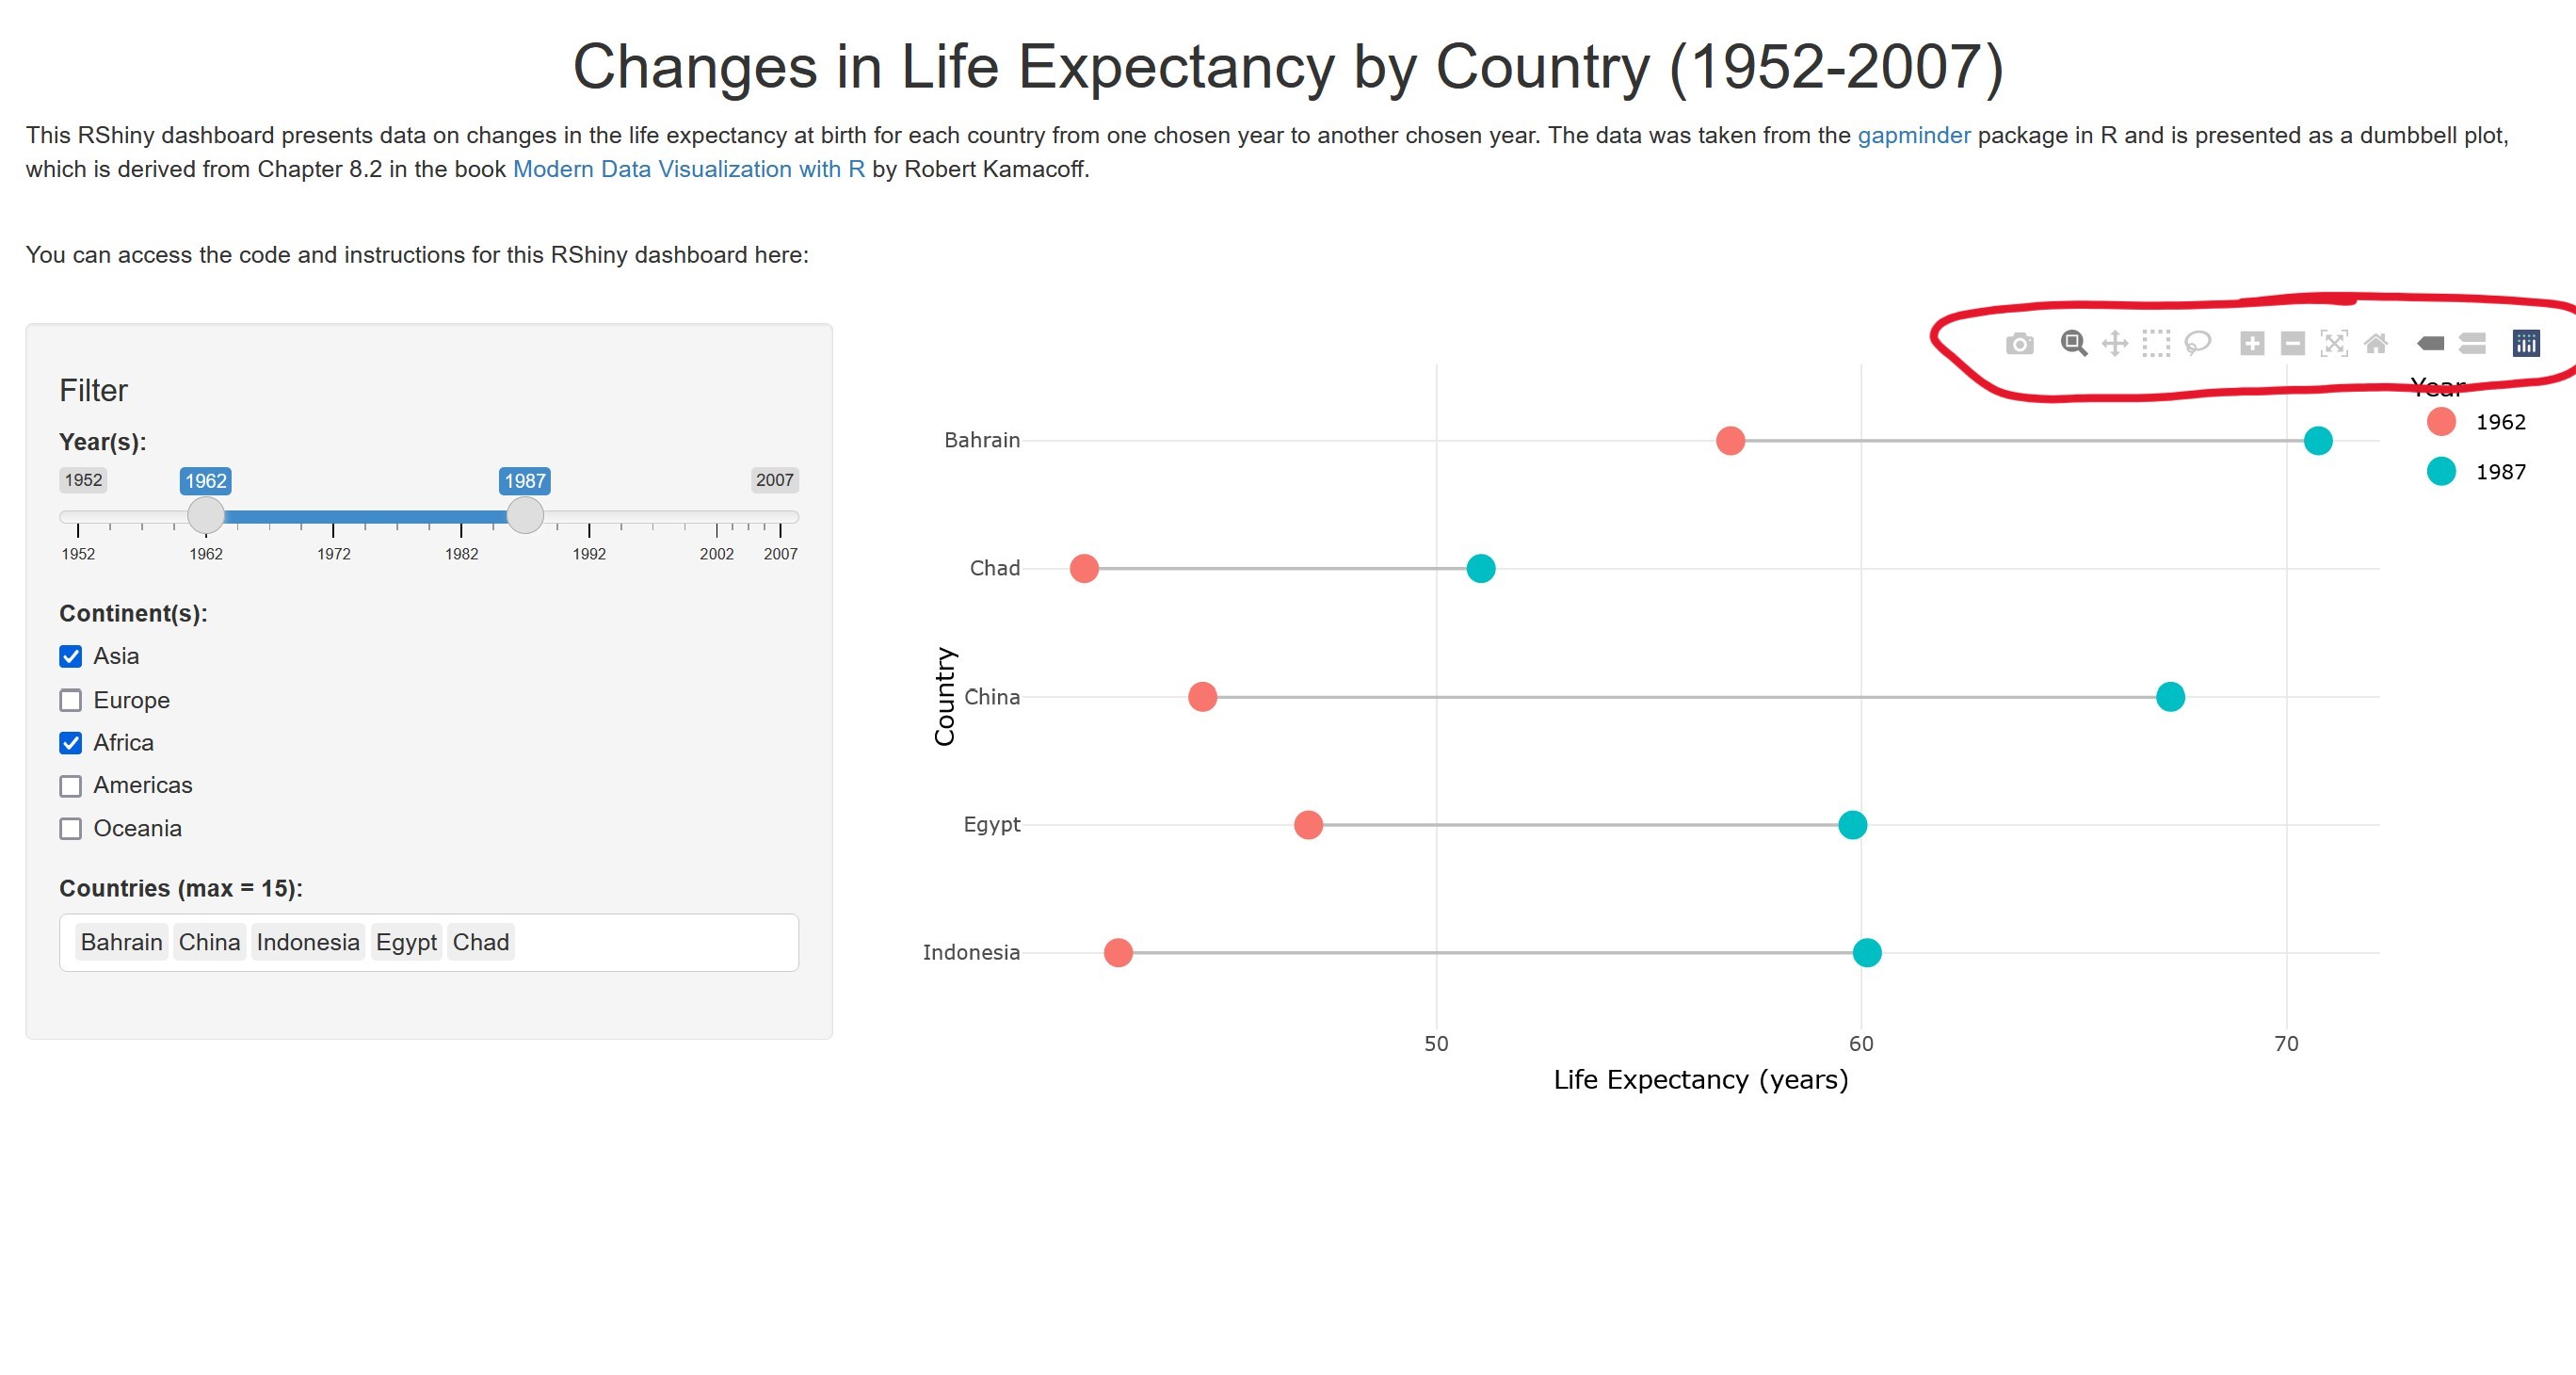 Changes in Life Expectancy by Country (1952-2007)
This RShiny dashboard presents data on changes in the life expectancy at birth for each country from one chosen year to another chosen year. The data was taken from the gapminder package in R and is presented as a dumbbell plot,
which is derived from Chapter 8.2 in the book Modern Data Visualization with R by Robert Kamacoff.
You can access the code and instructions for this RShiny dashboard here:
Filter
Year(s):
1952 1962 1987 2007
1952 1962 1972 1982 1992 2002 2007
Continent(s):
Asia
Europe
Africa
Americas
Oceania
Countries (max = 15):
Bahrain China Indonesia Egypt Chad
Country
Bahrain
Chad
China
Egypt
Indonesia
50 60 70
Life Expectancy (years)
Year
1962
1987